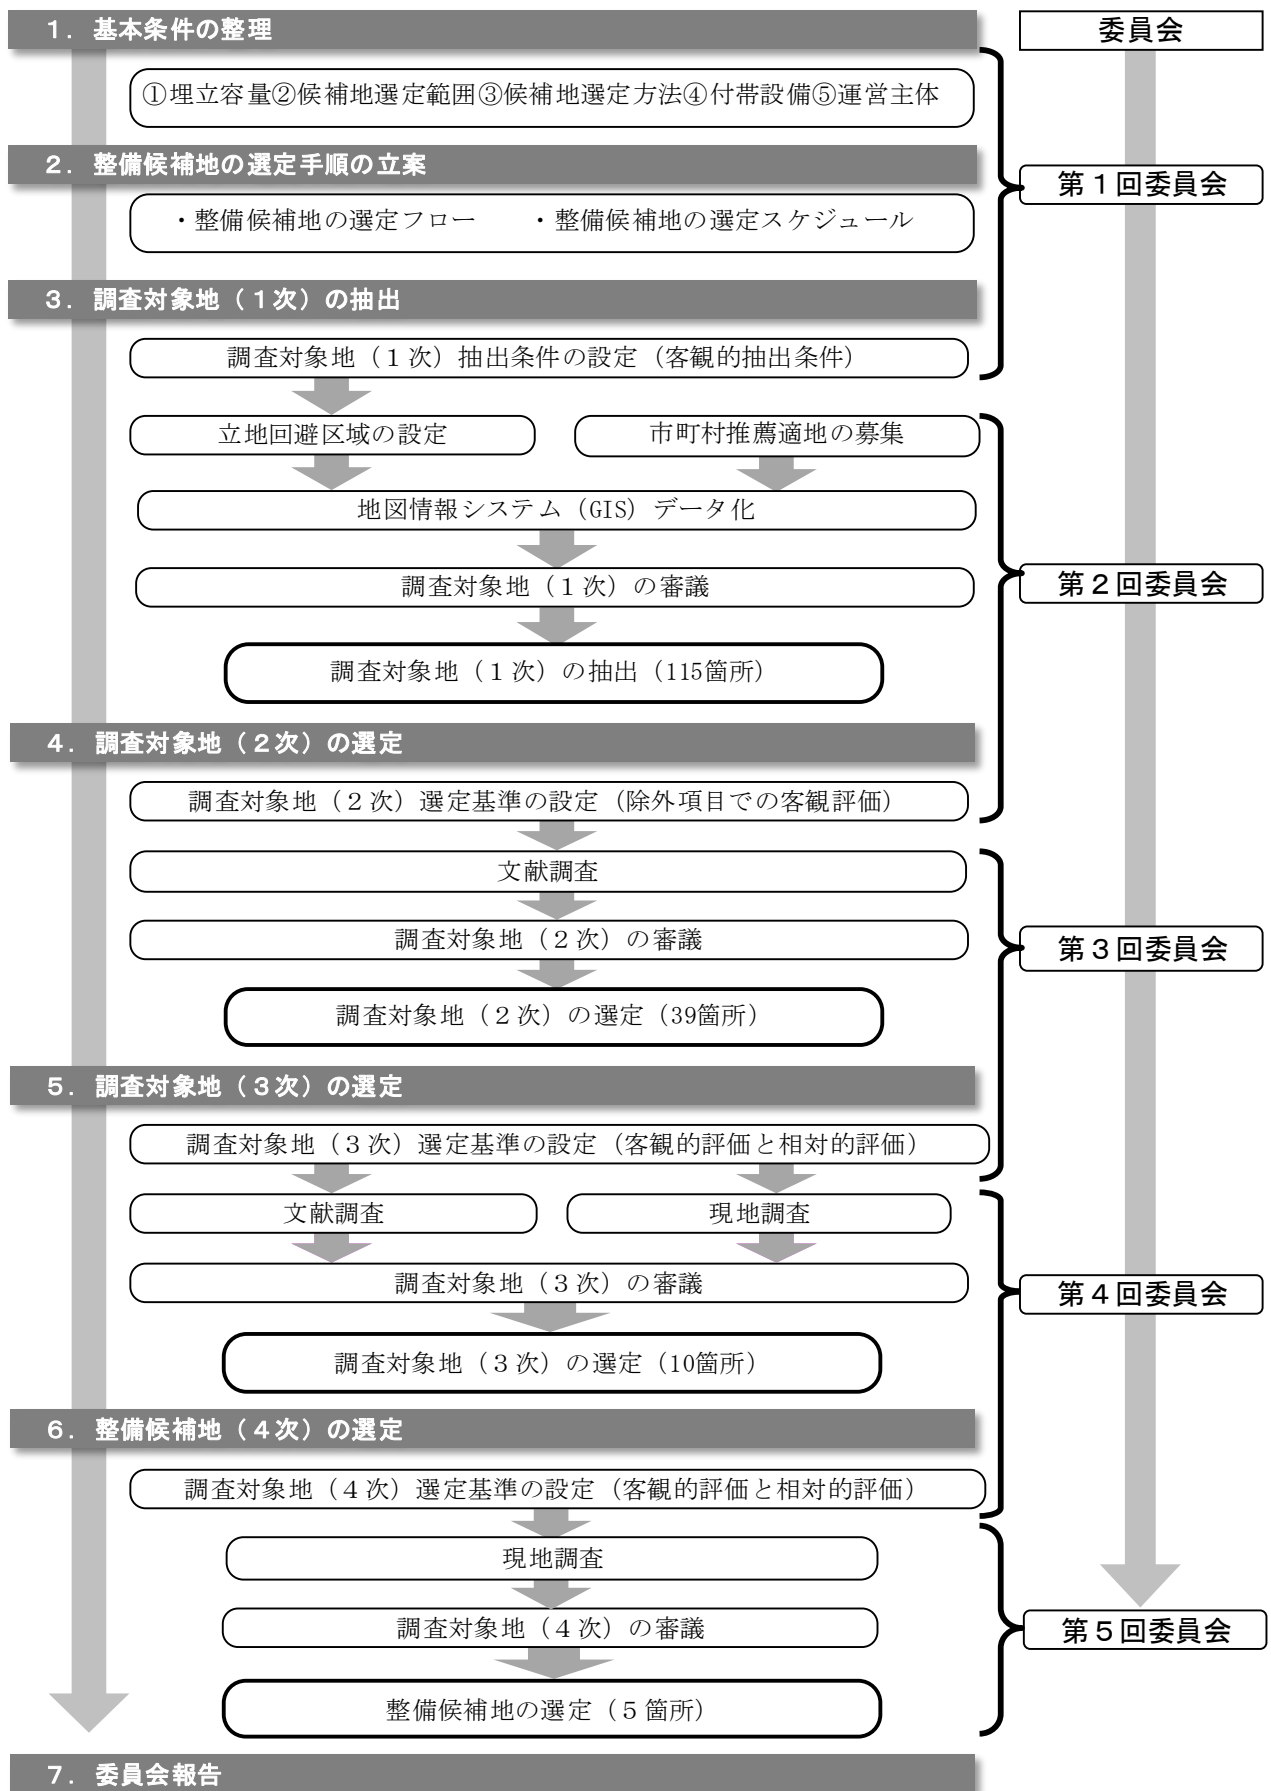 １．基本条件の整理
委員会
①埋立容量②候補地選定範囲③候補地選定方法④付帯設備⑤運営主体
２．整備候補地の選定手順の立案
第１回委員会
・整備候補地の選定フロー　　・整備候補地の選定スケジュール
３．調査対象地（１次）の抽出
調査対象地（１次）抽出条件の設定（客観的抽出条件）
立地回避区域の設定
市町村推薦適地の募集
地図情報システム（GIS）データ化
第２回委員会
調査対象地（１次）の審議
調査対象地（１次）の抽出（115箇所）
４．調査対象地（２次）の選定
調査対象地（２次）選定基準の設定（除外項目での客観評価）
文献調査
調査対象地（２次）の審議
第３回委員会
調査対象地（２次）の選定（39箇所）
５．調査対象地（３次）の選定
調査対象地（３次）選定基準の設定（客観的評価と相対的評価）
文献調査
現地調査
調査対象地（３次）の審議
第４回委員会
調査対象地（３次）の選定（10箇所）
６．整備候補地（４次）の選定
調査対象地（４次）選定基準の設定（客観的評価と相対的評価）
現地調査
調査対象地（４次）の審議
第５回委員会
整備候補地の選定（５箇所）
７．委員会報告